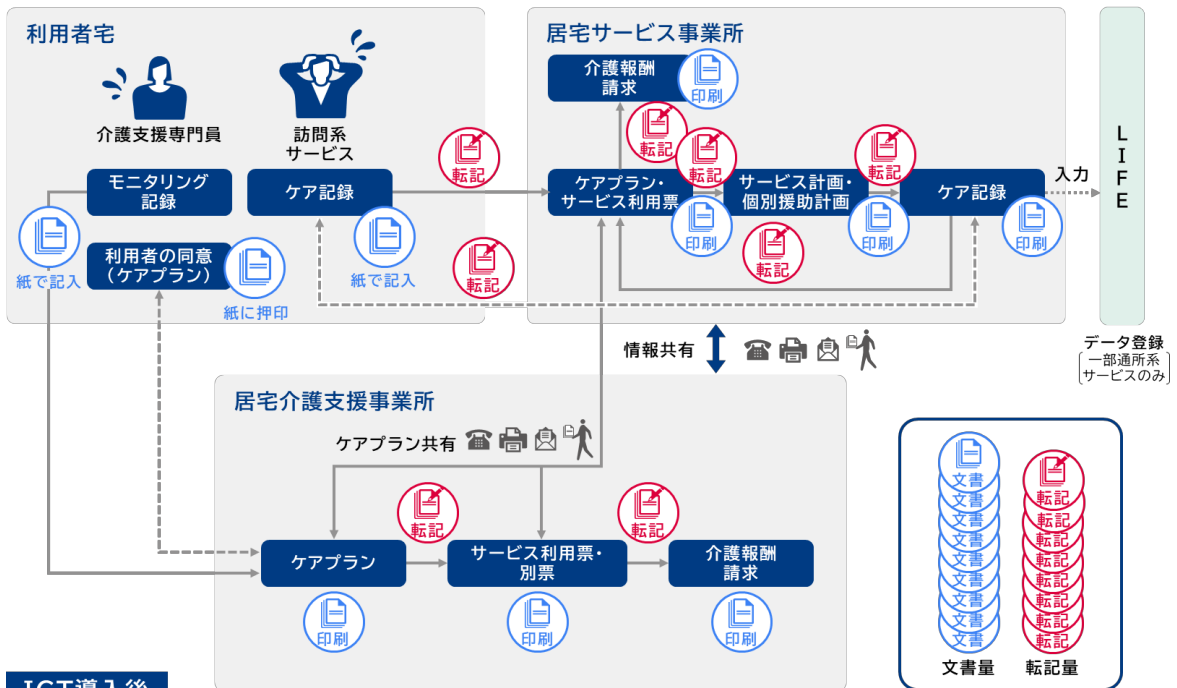 利用者宅
介護支援専門員
訪問系
サービス
モニタリング
記録
ケア記録
紙で記入
利用者の同意
（ケアプラン）
紙に押印
紙で記入
転記
転記
居宅サービス事業所
介護報酬
請求
印刷
転記
転記
転記
ケアプラン・
サービス利用票
サービス計画・
個別援助計画
ケア記録
印刷
印刷
印刷
転記
入力
LIFE
データ登録
一部通所系
サービスのみ
情報共有
居宅介護支援事業所
ケアプラン共有
転記
転記
ケアプラン
サービス利用票・
別票
介護報酬
請求
印刷
印刷
印刷
文書
文書
文書
文書
文書
文書
文書
文書
文書
文書量
転記
転記
転記
転記
転記
転記
転記
転記
転記量
ICT導入後